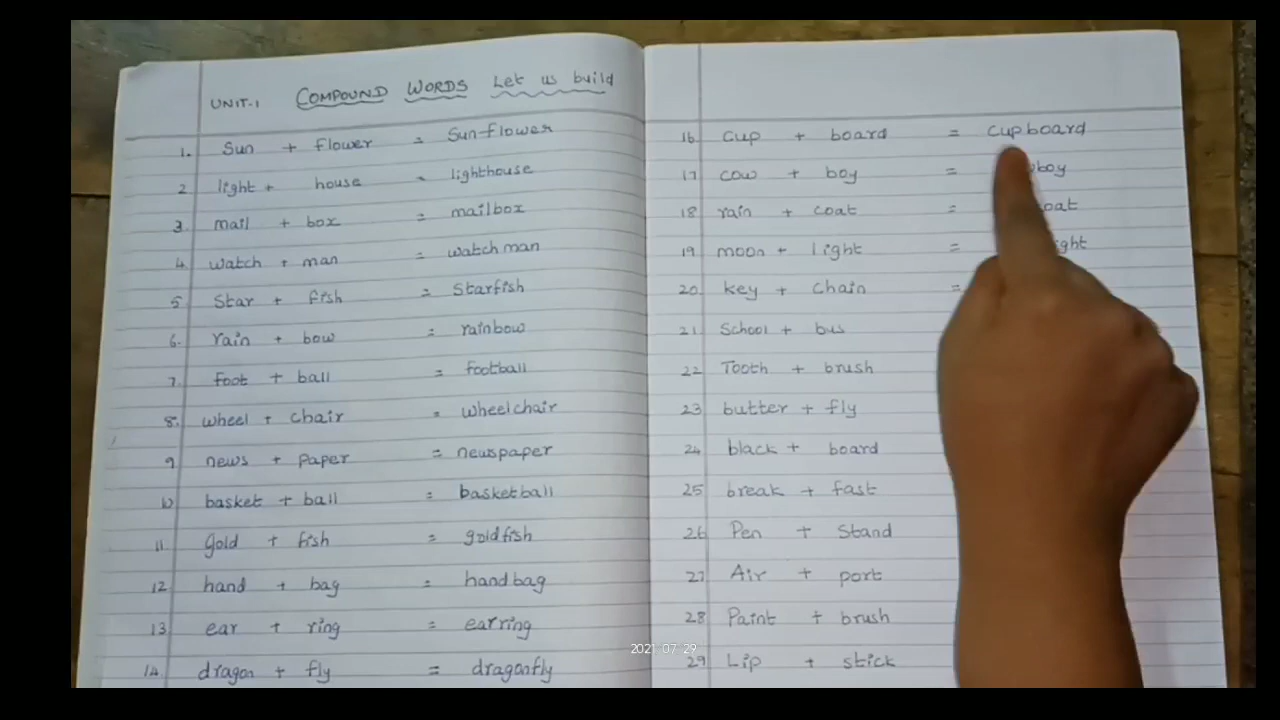 UNIT-1 COMPOUND WORDS Let us build
1. Sun + flower = Sunflower
2 light + house = lighthouse
3. mail + box = mailbox
4. watch + man = watch man
5 Star + fish = Starfish
6. rain + bow = rainbow
7. foot + ball = football
8. wheel + chair = wheelchair
9 news + paper = newspaper
10 basket + ball = basketball
11 gold + fish = goldfish
12 hand + bag = handbag
13 ear + ring = earring
14. dragon + fly = dragonfly
16 cup + board = cupboard
17 cow + boy = boy
18 rain + coat = oat
19 moon + light = ght
20. key + chain =
21 School + bus
22 Tooth + brush
23 butter + fly
24 black + board
25 break + fast
26 Pen + Stand
27 Air + port
28 Paint + brush
29 Lip + stick
2021 07 29